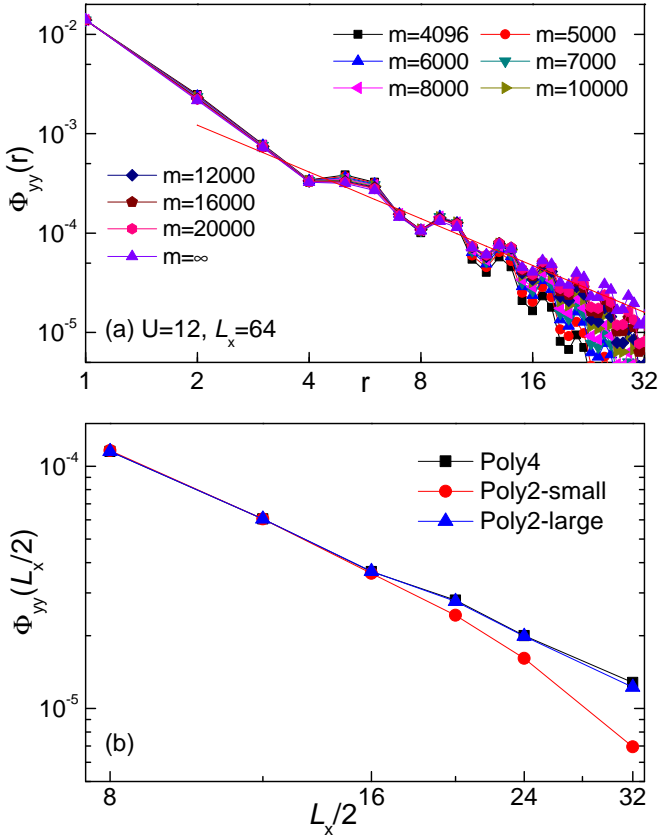 10⁻²
10⁻³
10⁻⁴
10⁻⁵
Φyy(r)
m=4096 m=5000
m=6000 m=7000
m=8000 m=10000
m=12000
m=16000
m=20000
m=∞
(a) U=12, Lx=64
1 2 4 8 16 32
r
10⁻⁴
10⁻⁵
Φyy(Lx/2)
Poly4
Poly2-small
Poly2-large
(b)
8 16 24 32
Lx/2